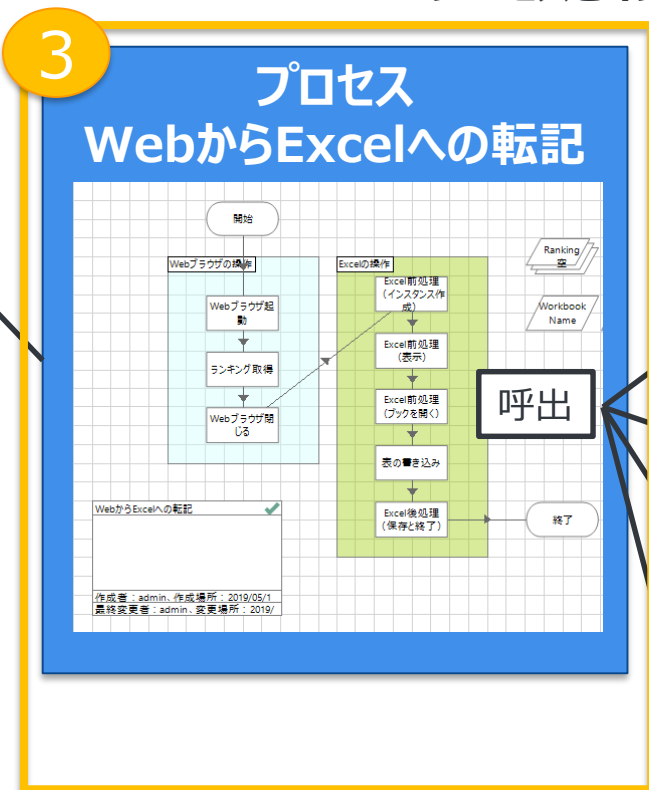 3
プロセス
WebからExcelへの転記
開始
Webブラウザの操作
Webブラウザ起
動
ランキング取得
Webブラウザ閉
じる
Excelの操作
Excel前処理
(インスタンス作
成)
Excel前処理
(表示)
Excel前処理
(ブックを開く)
表の書き込み
Excel後処理
(保存と終了)
Ranking
空
Workbook
Name
呼出
終了
WebからExcelへの転記
作成者:admin、作成場所:2019/05/1
最終変更者:admin、変更場所:2019/